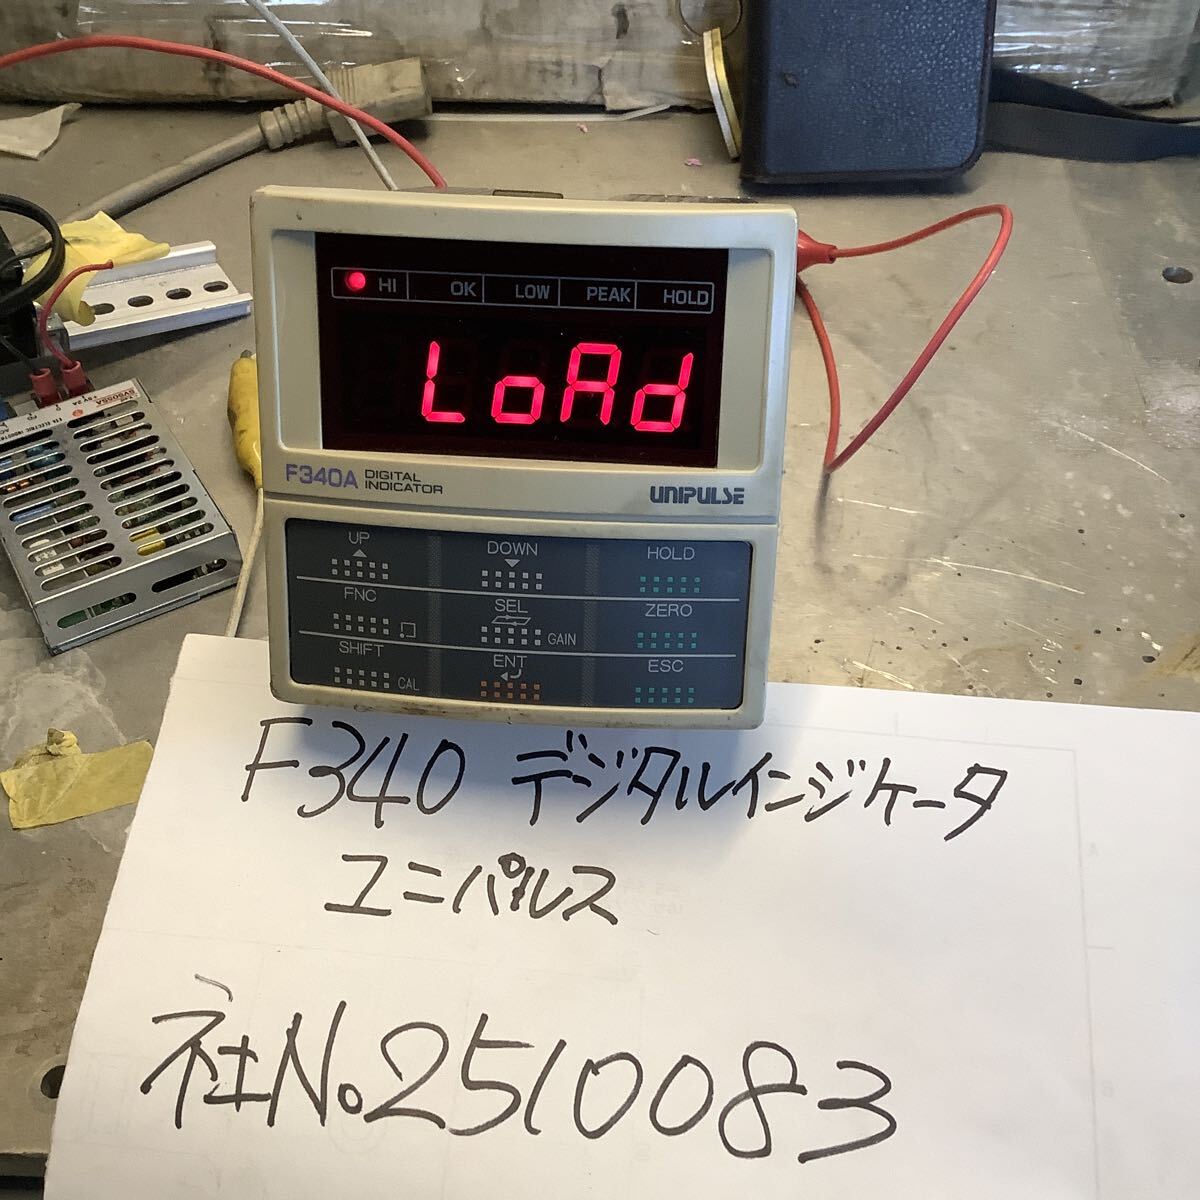 HI OK LOW PEAK HOLD
LoAd
F340A DIGITAL INDICATOR UNIPULSE
UP DOWN HOLD
FNC SEL GAIN ZERO
SHIFT CAL ENT ESC
F340 デジタルインジケータ
ユニパルス
社No.2510083